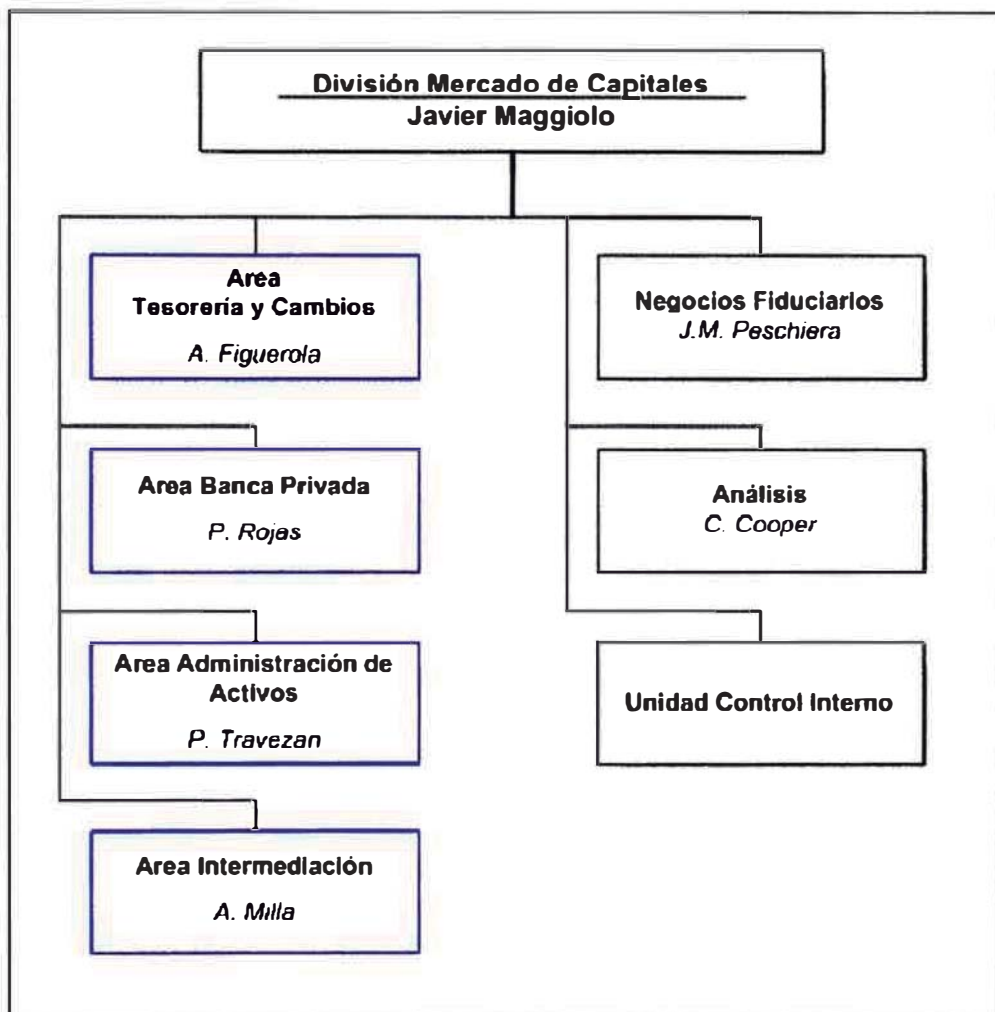 División Mercado de Capitales
Javier Maggiolo
Area
Tesorería y Cambios
A. Figuerola
Area Banca Privada
P. Rojas
Area Administración de
Activos
P. Travezan
Area Intermediación
A. Milla
Negocios Fiduciarios
J.M. Peschiera
Análisis
C. Cooper
Unidad Control Interno